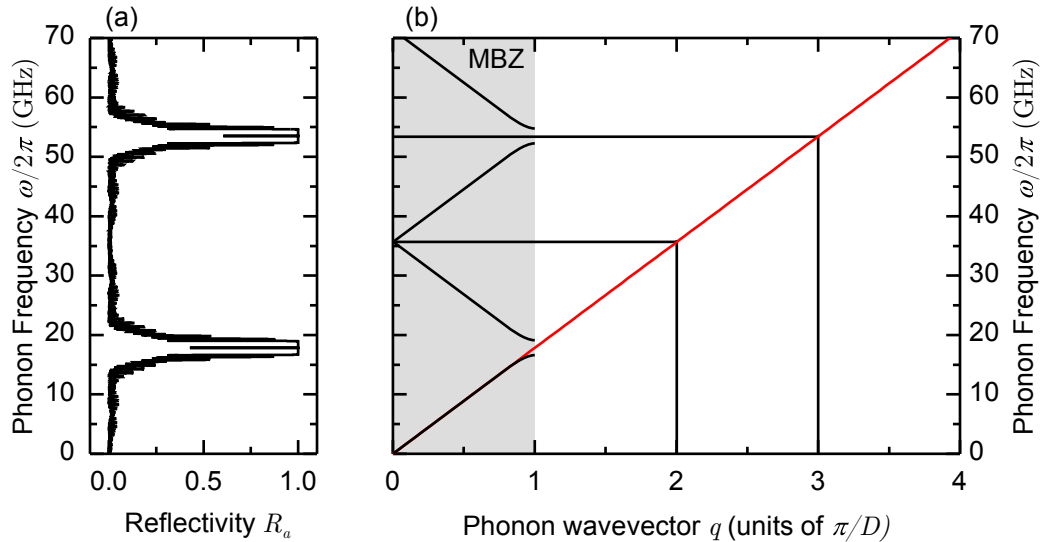 (a)
(b)
70
60
50
40
30
20
10
0
Phonon Frequency ω/2π (GHz)
0.0 0.5 1.0
Reflectivity R_a
MBZ
0 1 2 3 4
Phonon wavevector q (units of π/D)
70
60
50
40
30
20
10
0
Phonon Frequency ω/2π (GHz)